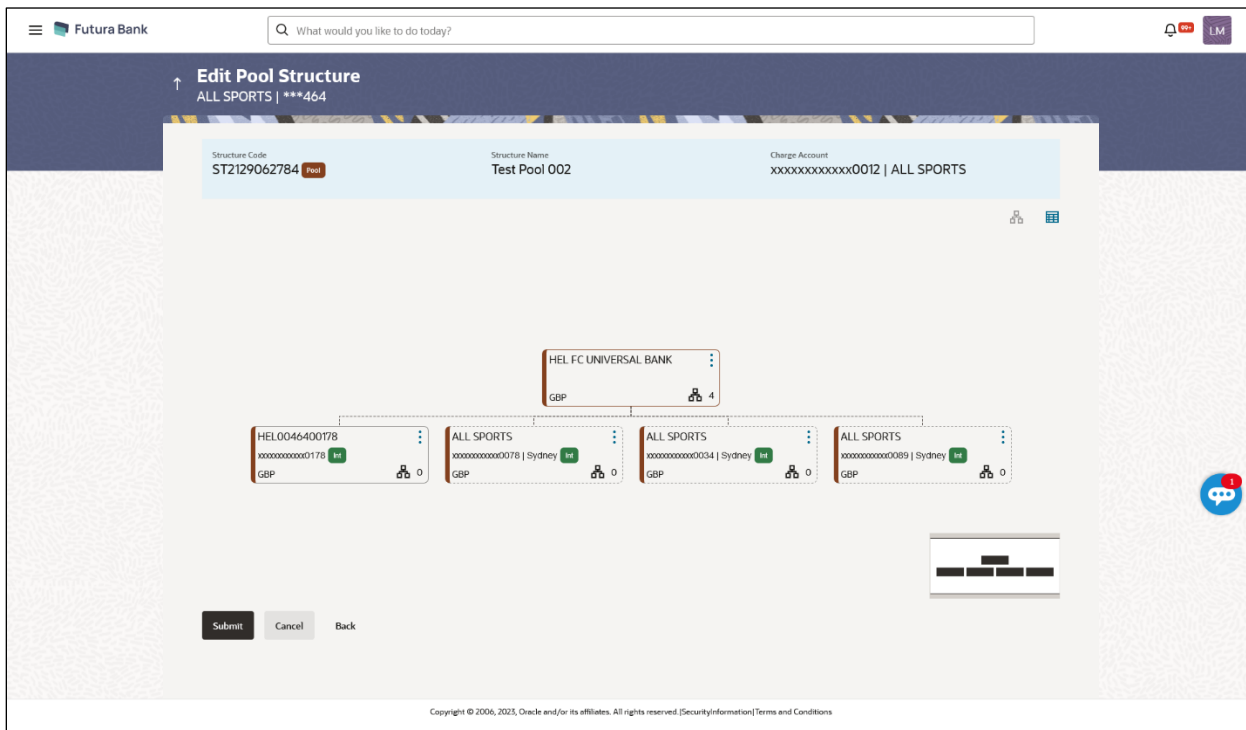 Futura Bank
What would you like to do today?
99+
LM
Edit Pool Structure
ALL SPORTS | ***464
Structure Code
Structure Name
Charge Account
ST2129062784 Pool
Test Pool 002
xxxxxxxxxxxx0012 | ALL SPORTS
HEL FC UNIVERSAL BANK
GBP
4
HEL0046400178
xxxxxxxxxxxx0178 Int
GBP
0
ALL SPORTS
xxxxxxxxxxxx0078 | Sydney Int
GBP
0
ALL SPORTS
xxxxxxxxxxxx0034 | Sydney Int
GBP
0
ALL SPORTS
xxxxxxxxxxxx0089 | Sydney Int
GBP
0
1
Submit
Cancel
Back
Copyright © 2006, 2023, Oracle and/or its affiliates. All rights reserved.|SecurityInformation|Terms and Conditions